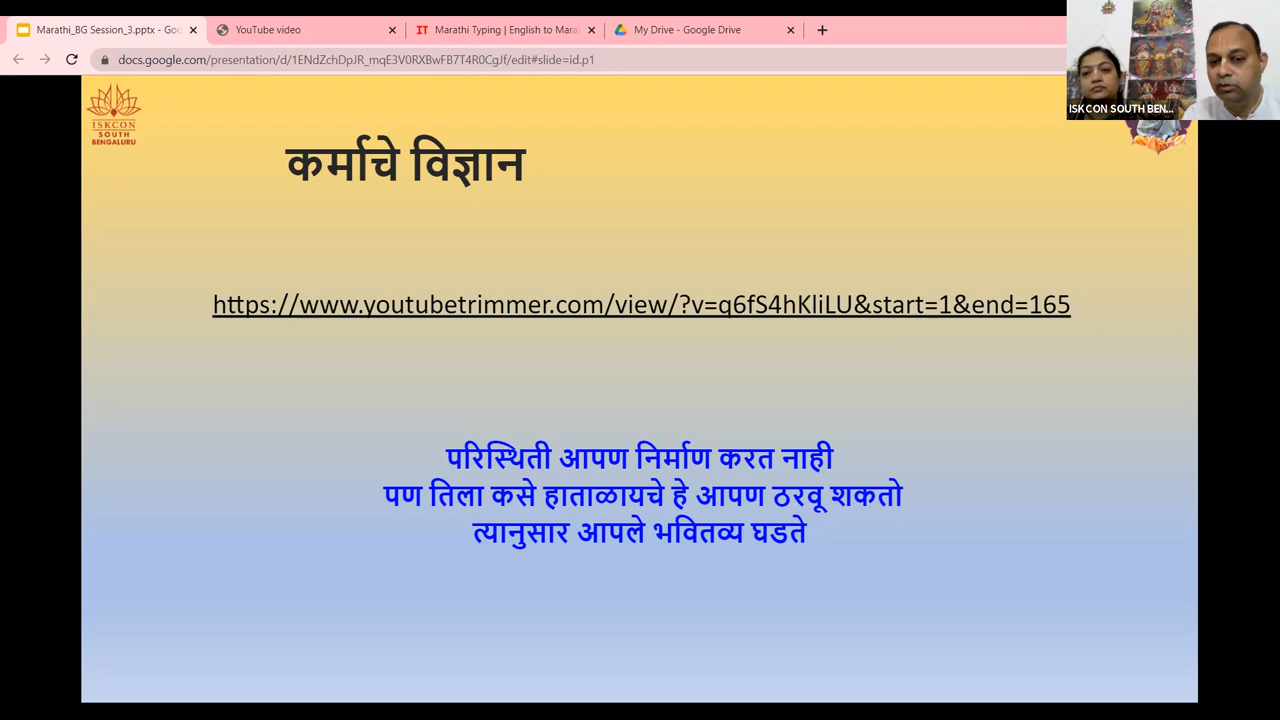 Marathi_BG Session_3.pptx - Goo
YouTube video
IT Marathi Typing | English to Mara
My Drive - Google Drive
docs.google.com/presentation/d/1ENdZchDpJR_mqE3V0RXBwFB7T4R0CgJf/edit#slide=id.p1
ISKCON SOUTH BEN...
ISKCON
SOUTH
BENGALURU
कर्माचे विज्ञान
https://www.youtubetrimmer.com/view/?v=q6fS4hKliLU&start=1&end=165
परिस्थिती आपण निर्माण करत नाही
पण तिला कसे हाताळायचे हे आपण ठरवू शकतो
त्यानुसार आपले भवितव्य घडते